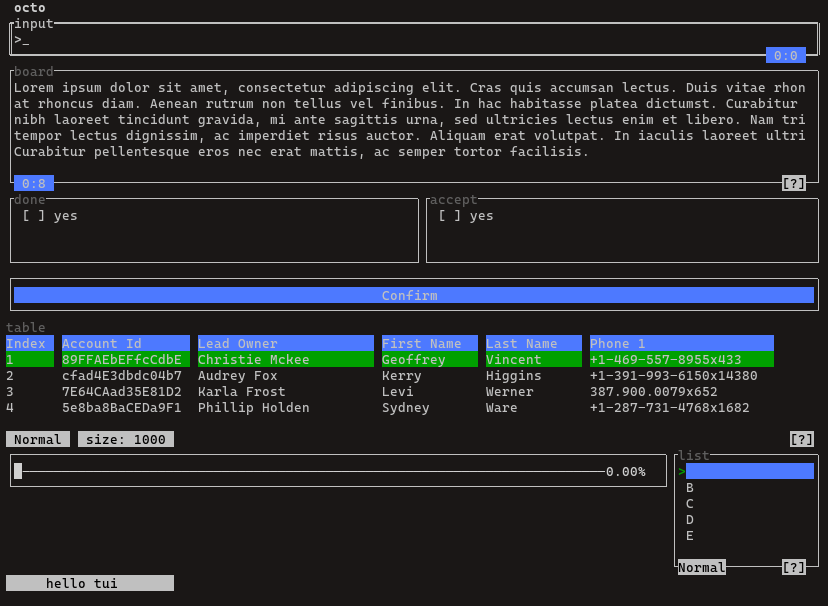 octo
input
>_
0:0
board
Lorem ipsum dolor sit amet, consectetur adipiscing elit. Cras quis accumsan lectus. Duis vitae rhon
at rhoncus diam. Aenean rutrum non tellus vel finibus. In hac habitasse platea dictumst. Curabitur
nibh laoreet tincidunt gravida, mi ante sagittis urna, sed ultricies lectus enim et libero. Nam tri
tempor lectus dignissim, ac imperdiet risus auctor. Aliquam erat volutpat. In iaculis laoreet ultri
Curabitur pellentesque eros nec erat mattis, ac semper tortor facilisis.
0:8 [?]
done accept
[ ] yes [ ] yes
Confirm
table
Index Account Id Lead Owner First Name Last Name Phone 1
1 89FFAEbEFfcCdbE Christie Mckee Geoffrey Vincent +1-469-557-8955x433
2 cfad4E3dbdc04b7 Audrey Fox Kerry Higgins +1-391-993-6150x14380
3 7E64CAad35E81D2 Karla Frost Levi Werner 387.900.0079x652
4 5e8ba8BaCEDa9F1 Phillip Holden Sydney Ware +1-287-731-4768x1682
Normal size: 1000 [?]
list
0.00% >
B
C
D
E
Normal [?]
hello tui